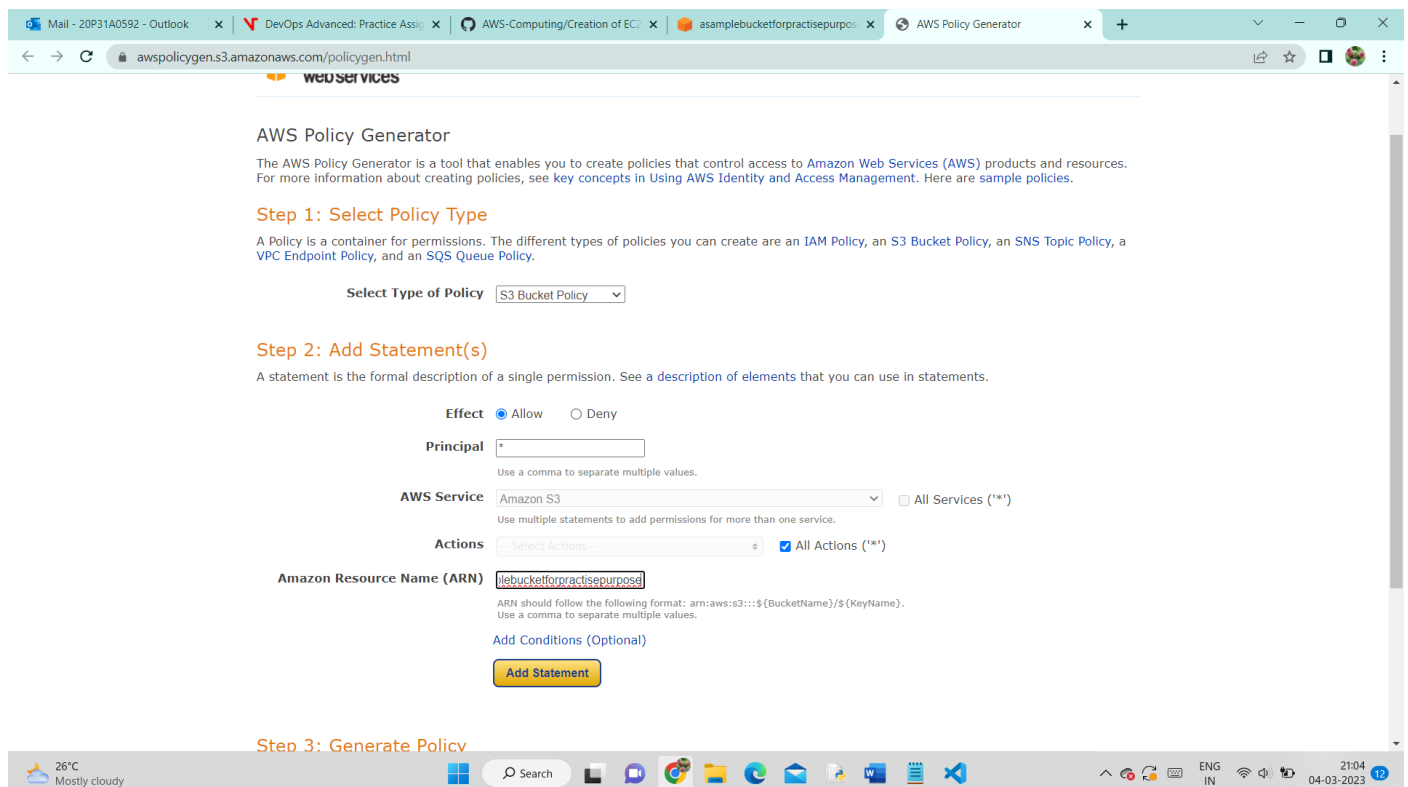 Mail - 20P31A0592 - Outlook
DevOps Advanced: Practice Assig
AWS-Computing/Creation of EC2
asamplebucketforpractisepurpos
AWS Policy Generator
awspolicygen.s3.amazonaws.com/policygen.html
webservices
AWS Policy Generator
The AWS Policy Generator is a tool that enables you to create policies that control access to Amazon Web Services (AWS) products and resources.
For more information about creating policies, see key concepts in Using AWS Identity and Access Management. Here are sample policies.
Step 1: Select Policy Type
A Policy is a container for permissions. The different types of policies you can create are an IAM Policy, an S3 Bucket Policy, an SNS Topic Policy, a
VPC Endpoint Policy, and an SQS Queue Policy.
Select Type of Policy S3 Bucket Policy
Step 2: Add Statement(s)
A statement is the formal description of a single permission. See a description of elements that you can use in statements.
Effect Allow Deny
Principal *
Use a comma to separate multiple values.
AWS Service Amazon S3 All Services ('*')
Use multiple statements to add permissions for more than one service.
Actions -- Select Actions -- All Actions ('*')
Amazon Resource Name (ARN) lebucketforpractisepurpose
ARN should follow the following format: arn:aws:s3:::${BucketName}/${KeyName}.
Use a comma to separate multiple values.
Add Conditions (Optional)
Add Statement
Step 3: Generate Policy
26°C
Mostly cloudy
Search
ENG
IN
21:04
04-03-2023
12